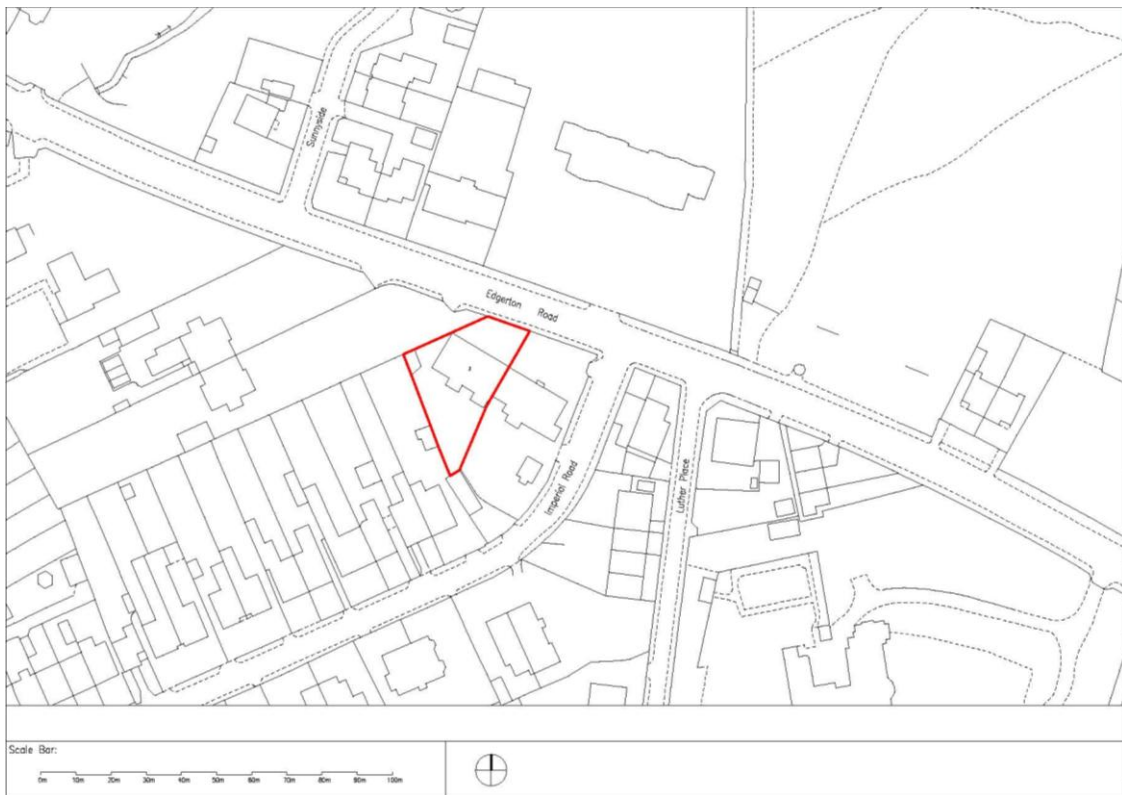 Sunnyside
Edgerton Road
Imperial Road
Luther Place
Scale Bar:
0m 10m 20m 30m 40m 50m 60m 70m 80m 90m 100m